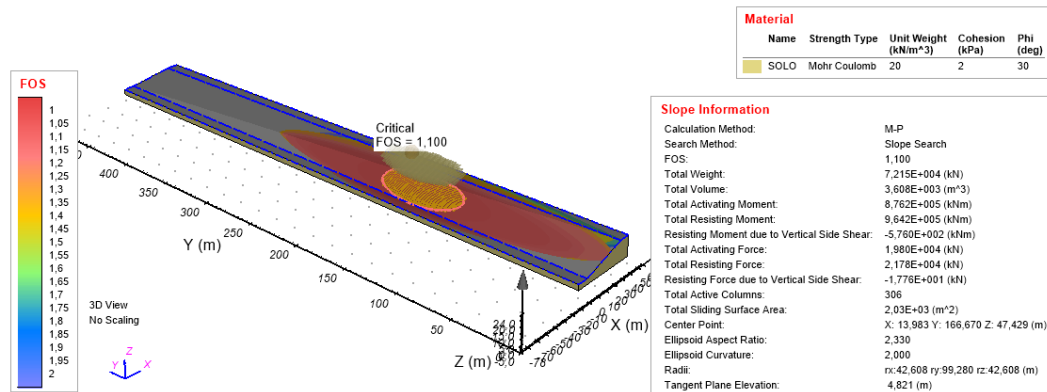 Material
Name Strength Type Unit Weight (kN/m^3) Cohesion (kPa) Phi (deg)
SOLO Mohr Coulomb 20 2 30
FOS
1
1,05
1,1
1,15
1,2
1,25
1,3
1,35
1,4
1,45
1,5
1,55
1,6
1,65
1,7
1,75
1,8
1,85
1,9
1,95
2
Critical
FOS = 1,100
400
350
300
250
200
150
100
50
Y (m)
X (m)
Z (m)
3D View
No Scaling
Z
Y
X
Slope Information
Calculation Method: M-P
Search Method: Slope Search
FOS: 1,100
Total Weight: 7,215E+004 (kN)
Total Volume: 3,608E+003 (m^3)
Total Activating Moment: 8,762E+005 (kNm)
Total Resisting Moment: 9,642E+005 (kNm)
Resisting Moment due to Vertical Side Shear: -5,760E+002 (kNm)
Total Activating Force: 1,980E+004 (kN)
Total Resisting Force: 2,178E+004 (kN)
Resisting Force due to Vertical Side Shear: -1,776E+001 (kN)
Total Active Columns: 306
Total Sliding Surface Area: 2,03E+03 (m^2)
Center Point: X: 13,983 Y: 166,670 Z: 47,429 (m)
Ellipsoid Aspect Ratio: 2,330
Ellipsoid Curvature: 2,000
Radii: rx:42,608 ry:99,280 rz:42,608 (m)
Tangent Plane Elevation: 4,821 (m)